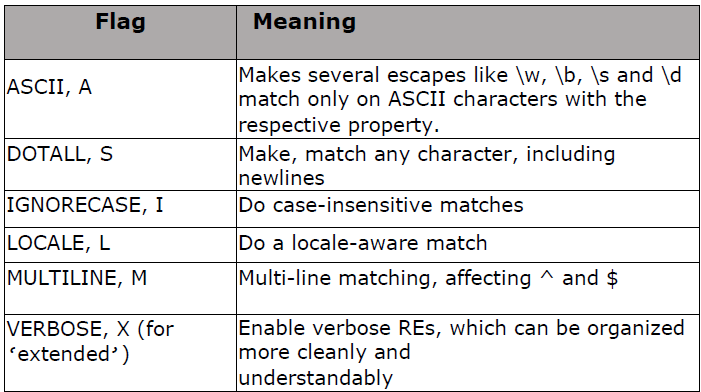 Flag Meaning
ASCII, A
Makes several escapes like \w, \b, \s and \d
match only on ASCII characters with the
respective property.
DOTALL, S
Make, match any character, including
newlines
IGNORECASE, I
Do case-insensitive matches
LOCALE, L
Do a locale-aware match
MULTILINE, M
Multi-line matching, affecting ^ and $
VERBOSE, X (for
‘extended’)
Enable verbose REs, which can be organized
more cleanly and
understandably